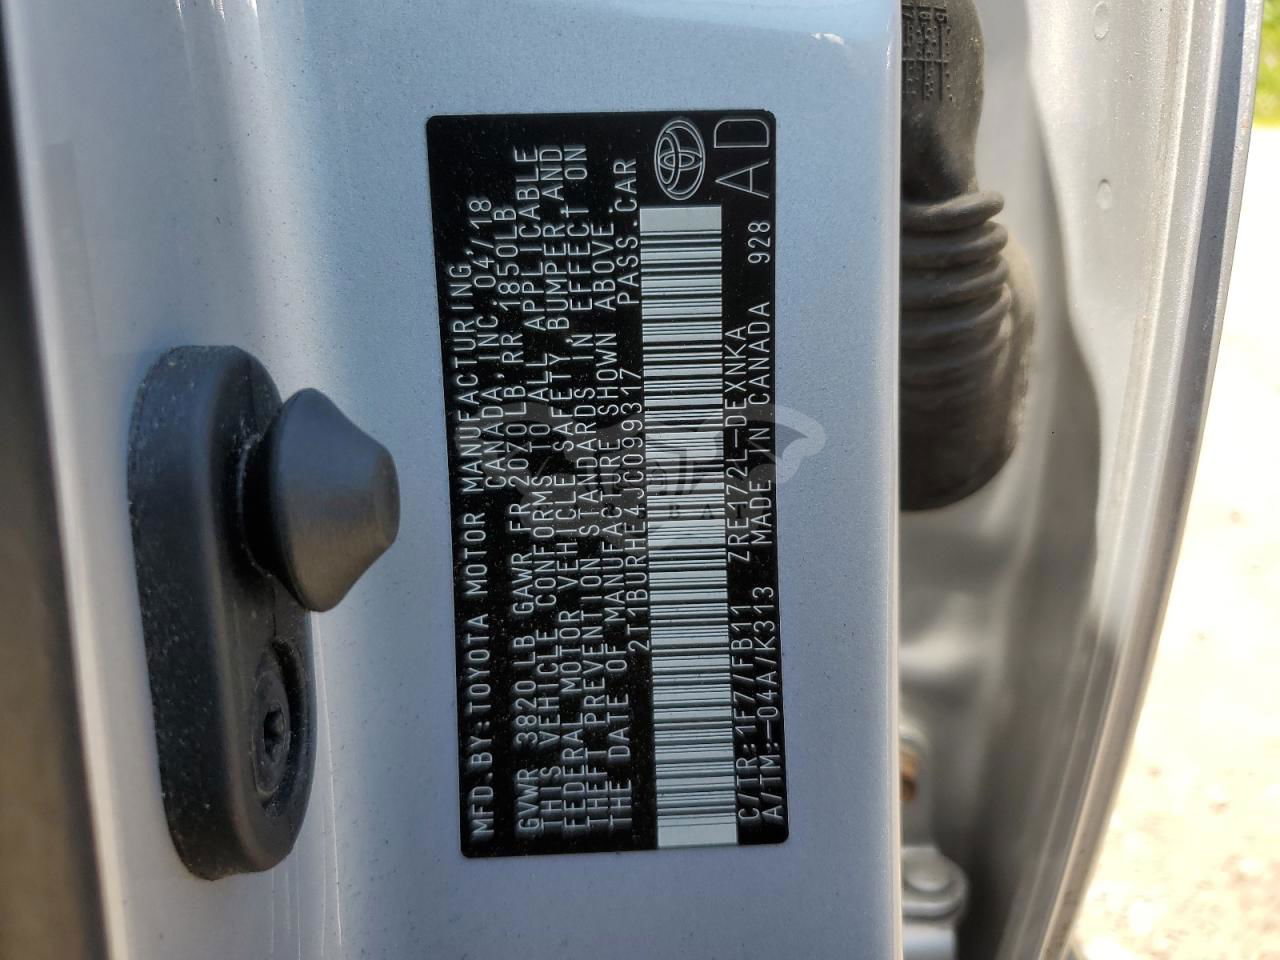 MFD.BY:TOYOTA MOTOR MANUFACTURING,
CANADA,INC.04/18
GVWR 3820LB GAWR FR 2070LB,RR 1850LB
THIS VEHICLE CONFORMS TO ALL APPLICABLE
FEDERAL MOTOR VEHICLE SAFETY,BUMPER,AND
THEFT PREVENTION STANDARDS IN EFFECT ON
THE DATE OF MANUFACTURE SHOWN ABOVE.
2T1BURHE4JC099317 PASS.CAR
C/TR:1F7/FB11 ZRE172L-DEXNKA
A/TM:-04A/K313 MADE IN CANADA 928
AD